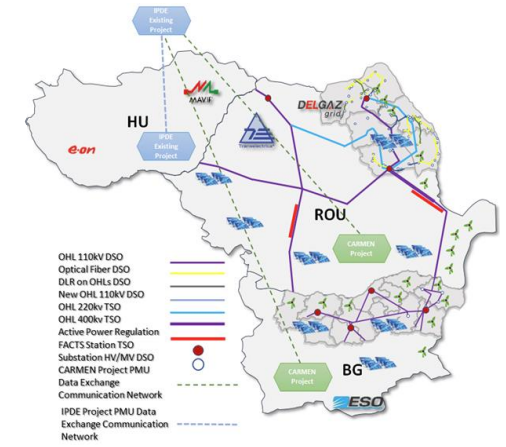 IPDE
Existing
Project
MAVIR
HU
e-on
IPDE
Existing
Project
DELGAZ
grid
Transelectrica
ROU
CARMEN
Project
OHL 110kV DSO
Optical Fiber DSO
DLR on OHLs DSO
New OHL 110kV DSO
OHL 220kv TSO
OHL 400kv TSO
Active Power Regulation
FACTS Station TSO
Substation HV/MV DSO
CARMEN Project PMU
Data Exchange
Communication Network
IPDE Project PMU Data
Exchange Communication
Network
CARMEN
Project
BG
ESO